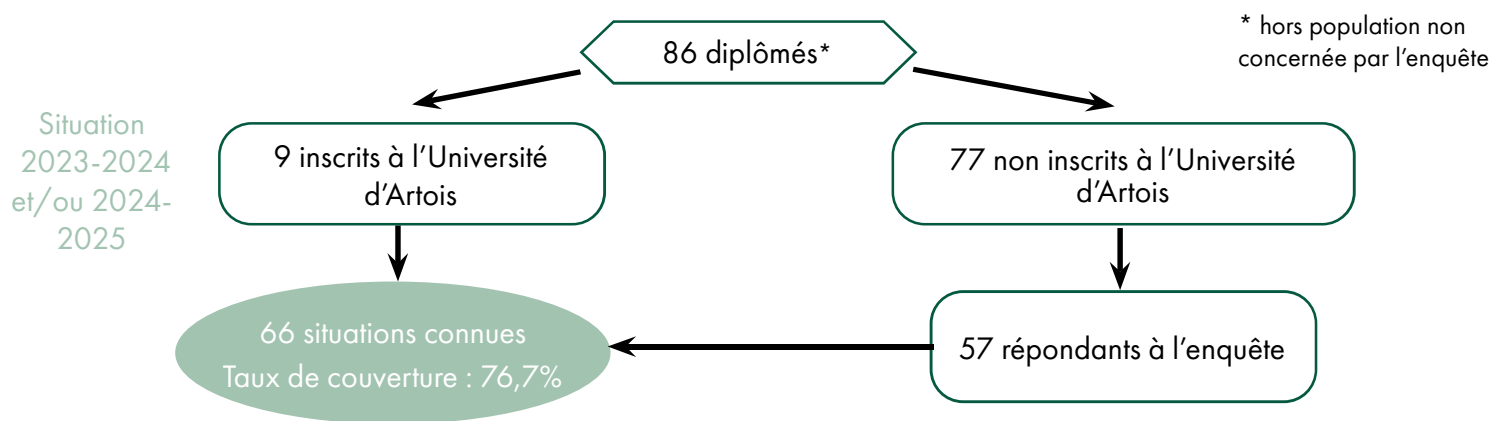 86 diplômés*
* hors population non
concernée par l'enquête
Situation
2023-2024
et/ou 2024-
2025
9 inscrits à l'Université
d'Artois
77 non inscrits à l'Université
d'Artois
66 situations connues
Taux de couverture : 76,7%
57 répondants à l'enquête